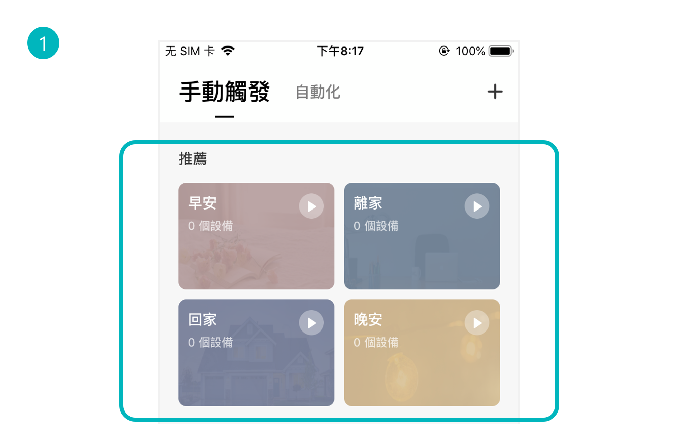 1
无 SIM 卡 下午8:17 100%
手動觸發 自動化 +
推薦
早安
0 個設備
離家
0 個設備
回家
0 個設備
晚安
0 個設備